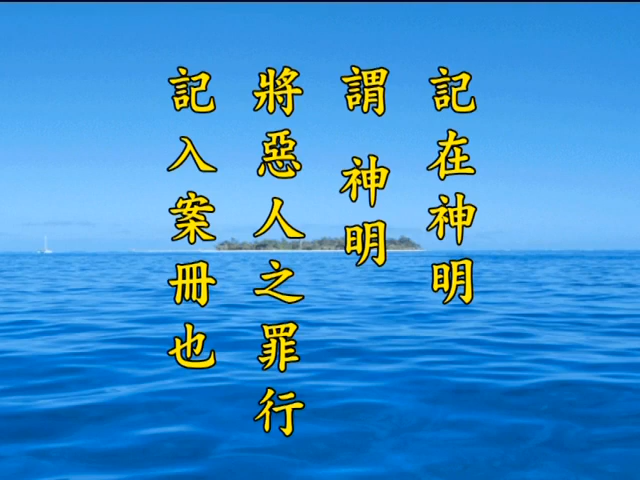 記在神明
謂 神明
將惡人之罪行
記入案冊也